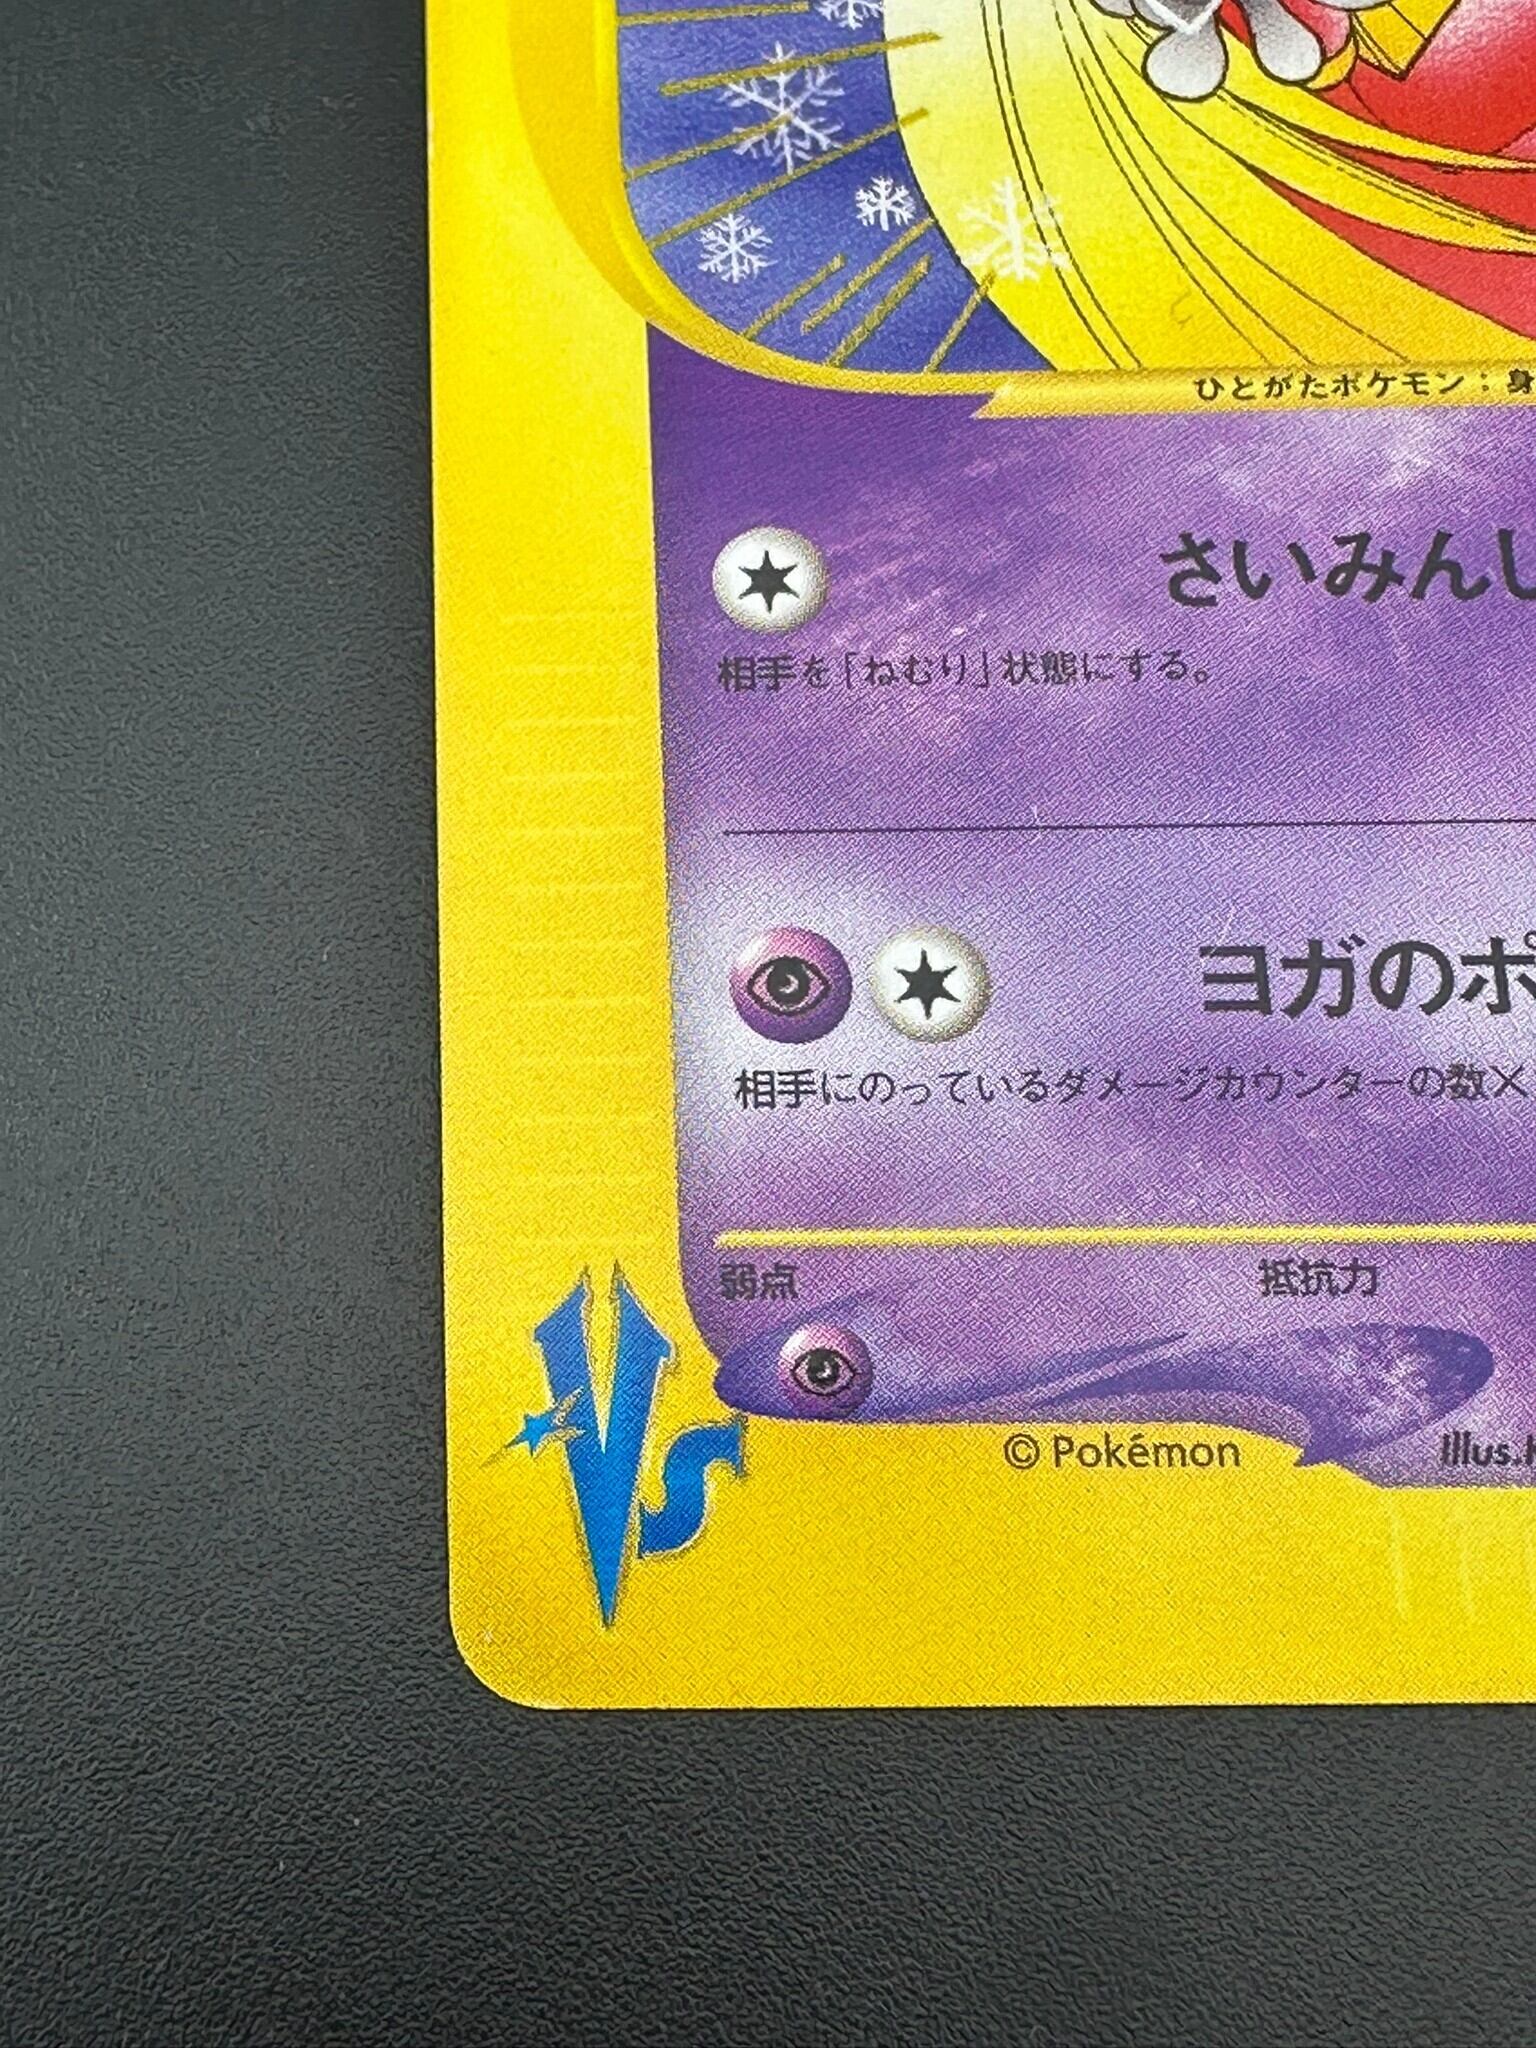 ひとがたポケモン：身
さいみんし
相手を「ねむり」状態にする。
ヨガのポ
相手にのっているダメージカウンターの数×
弱点 抵抗力
VS
© Pokémon Illus.